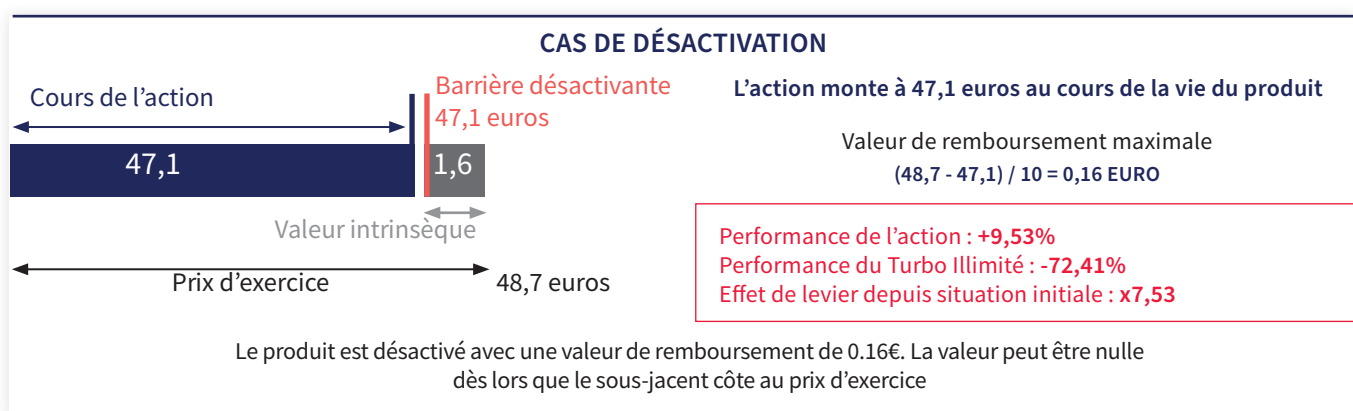 CAS DE DÉSACTIVATION
Cours de l’action
Barrière désactivante
47,1 euros
47,1
1,6
Valeur intrinsèque
Prix d’exercice
48,7 euros
L’action monte à 47,1 euros au cours de la vie du produit
Valeur de remboursement maximale
(48,7 - 47,1) / 10 = 0,16 EURO
Performance de l’action : +9,53%
Performance du Turbo Illimité : -72,41%
Effet de levier depuis situation initiale : x7,53
Le produit est désactivé avec une valeur de remboursement de 0.16€. La valeur peut être nulle
dès lors que le sous-jacent côte au prix d’exercice